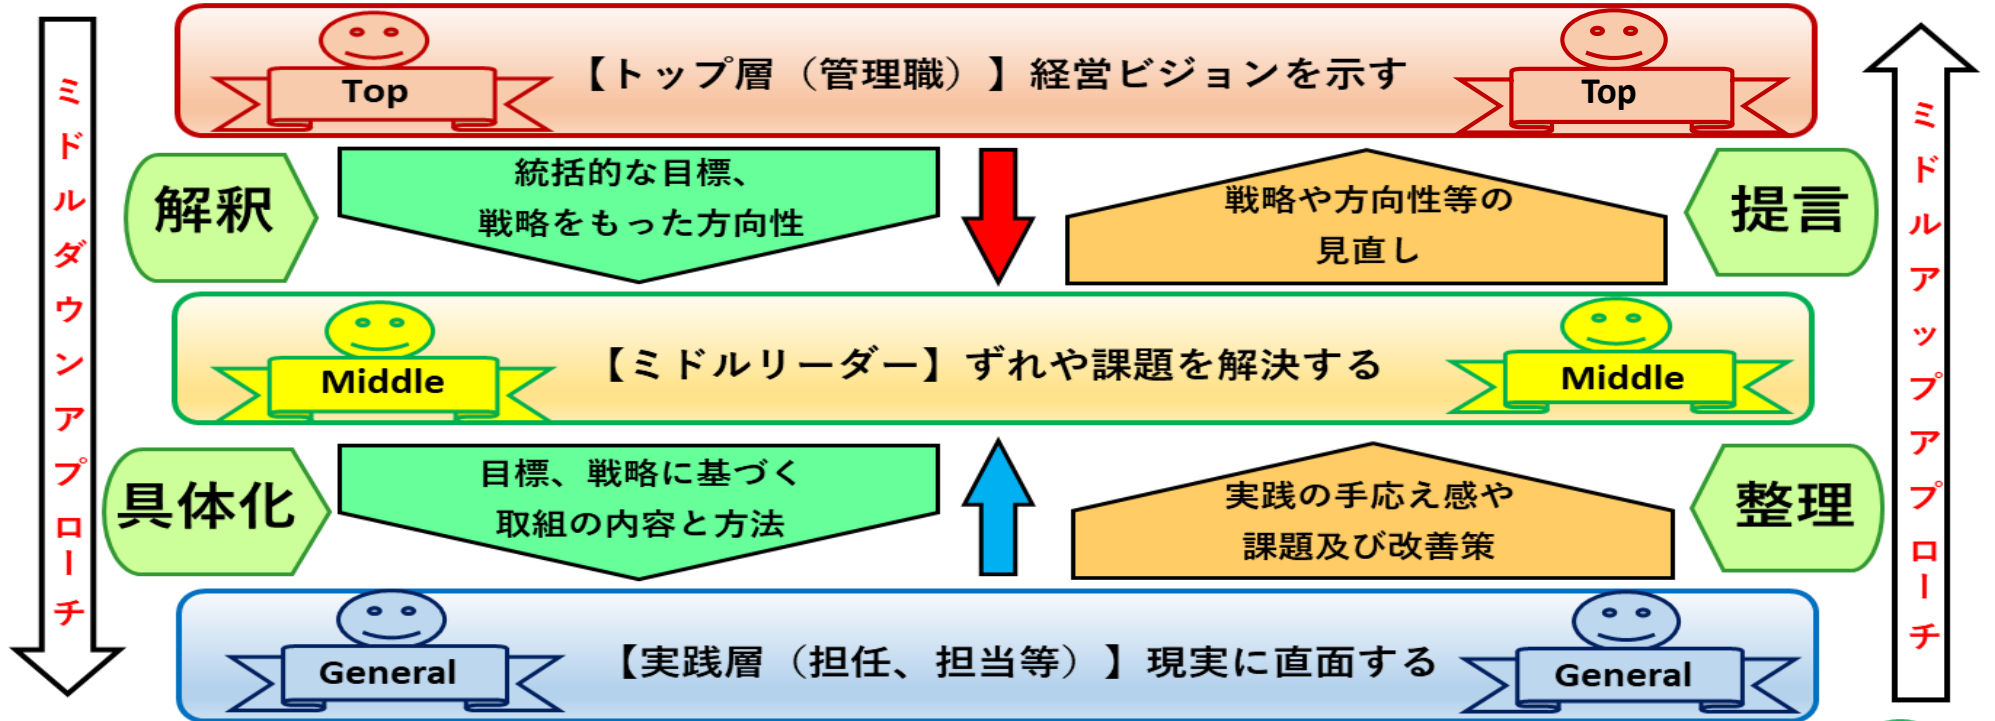 Top
【トップ層（管理職）】経営ビジョンを示す
Top
ミドルダウンアプローチ
解釈
統括的な目標、
戦略をもった方向性
戦略や方向性等の
見直し
提言
ミドルアップアプローチ
Middle
【ミドルリーダー】ずれや課題を解決する
Middle
具体化
目標、戦略に基づく
取組の内容と方法
実践の手応え感や
課題及び改善策
整理
General
【実践層（担任、担当等）】現実に直面する
General